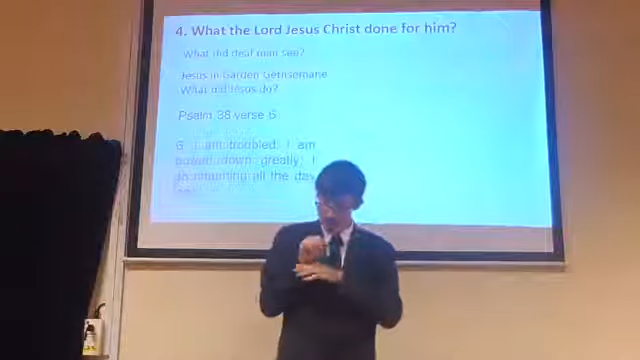 4. What the Lord Jesus Christ done for him?
What did deaf man see?
Jesus in Garden Gethsemane
What did Jesus do?
Psalm 38 verse 6
6 I am troubled; I am
bowed down greatly; I
go mourning all the day